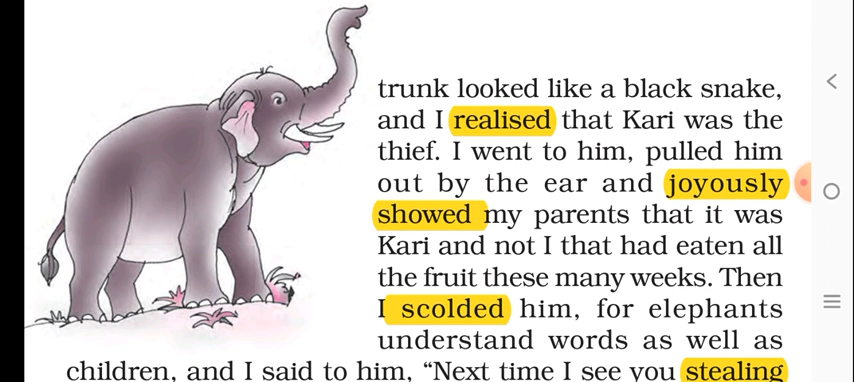 trunk looked like a black snake,
and I realised that Kari was the
thief. I went to him, pulled him
out by the ear and joyously
showed my parents that it was
Kari and not I that had eaten all
the fruit these many weeks. Then
I scolded him, for elephants
understand words as well as
children, and I said to him, “Next time I see you stealing